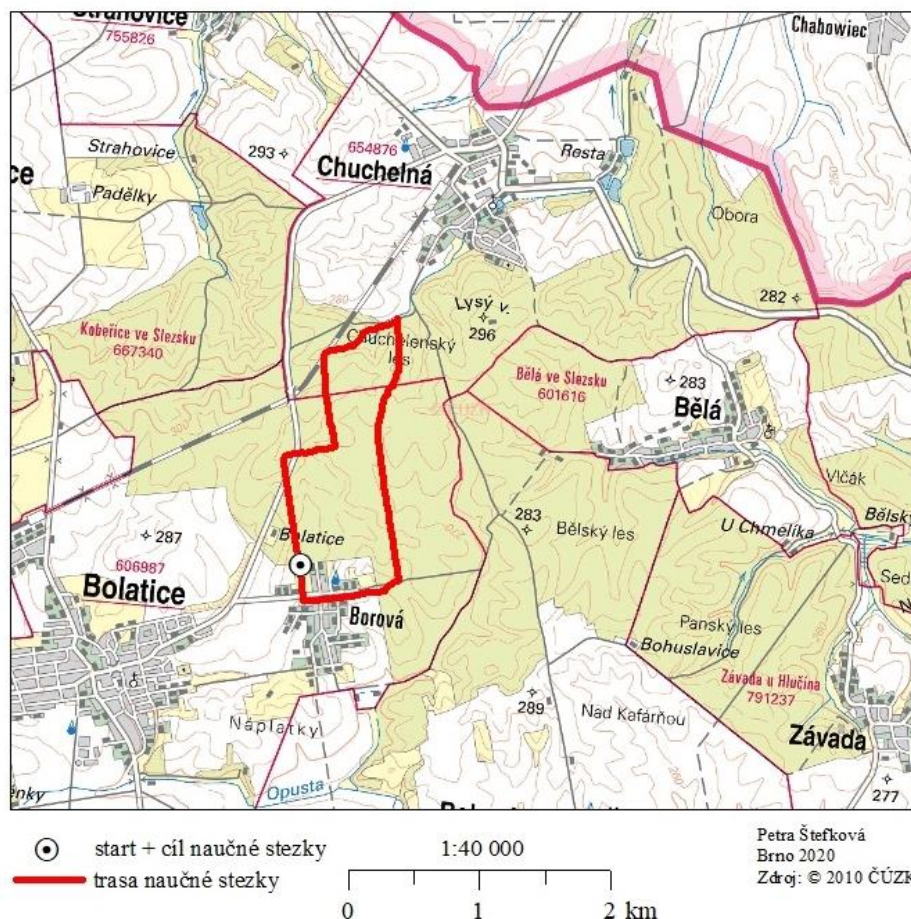 Strahovice
755826
Chabowiec
654876
Resta
Strahovice
293
Chuchelná
ce
Padělky
Obora
282
Lysý v.
296
Kobeřice ve Slezsku
667340
Chuchelenský
les
Bělá ve Slezsku
601616
283
Bělá
Vlčák
287
Bolatice
283
Bělský les
U Chmelíka
Bělský
606987
Bolatice
Borová
Sed
Panský les
Bohuslavice
Závada u Hlučína
791237
289
Nad Kafárňou
Náplatky
Závada
Opusta
277
start + cíl naučné stezky
trasa naučné stezky
1:40 000
0 1 2 km
Petra Štefková
Brno 2020
Zdroj: © 2010 ČÚZK